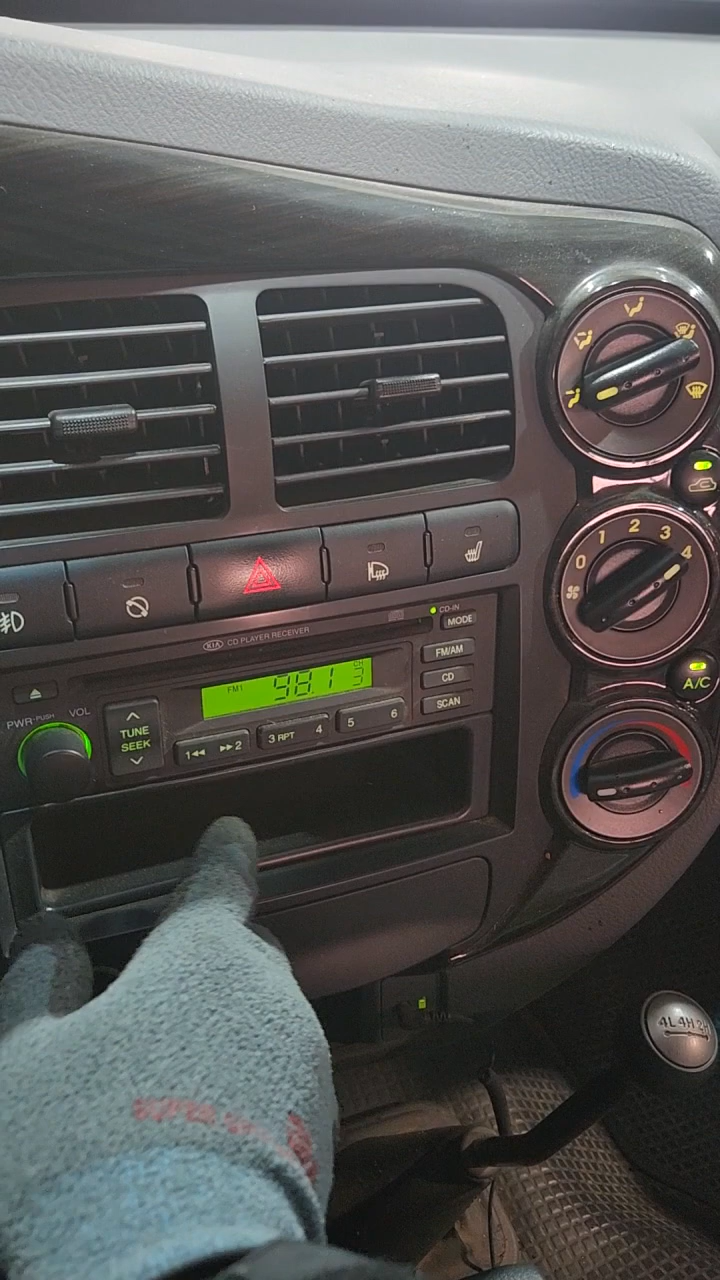 0 1 2 3 4
A/C
KIA CD PLAYER RECEIVER
CD-IN
MODE
FM/AM
CD
SCAN
FM1 98.1 CH 3
PWR-PUSH VOL
TUNE
SEEK
1 2
3 RPT 4
5 6
4L 4H 2H